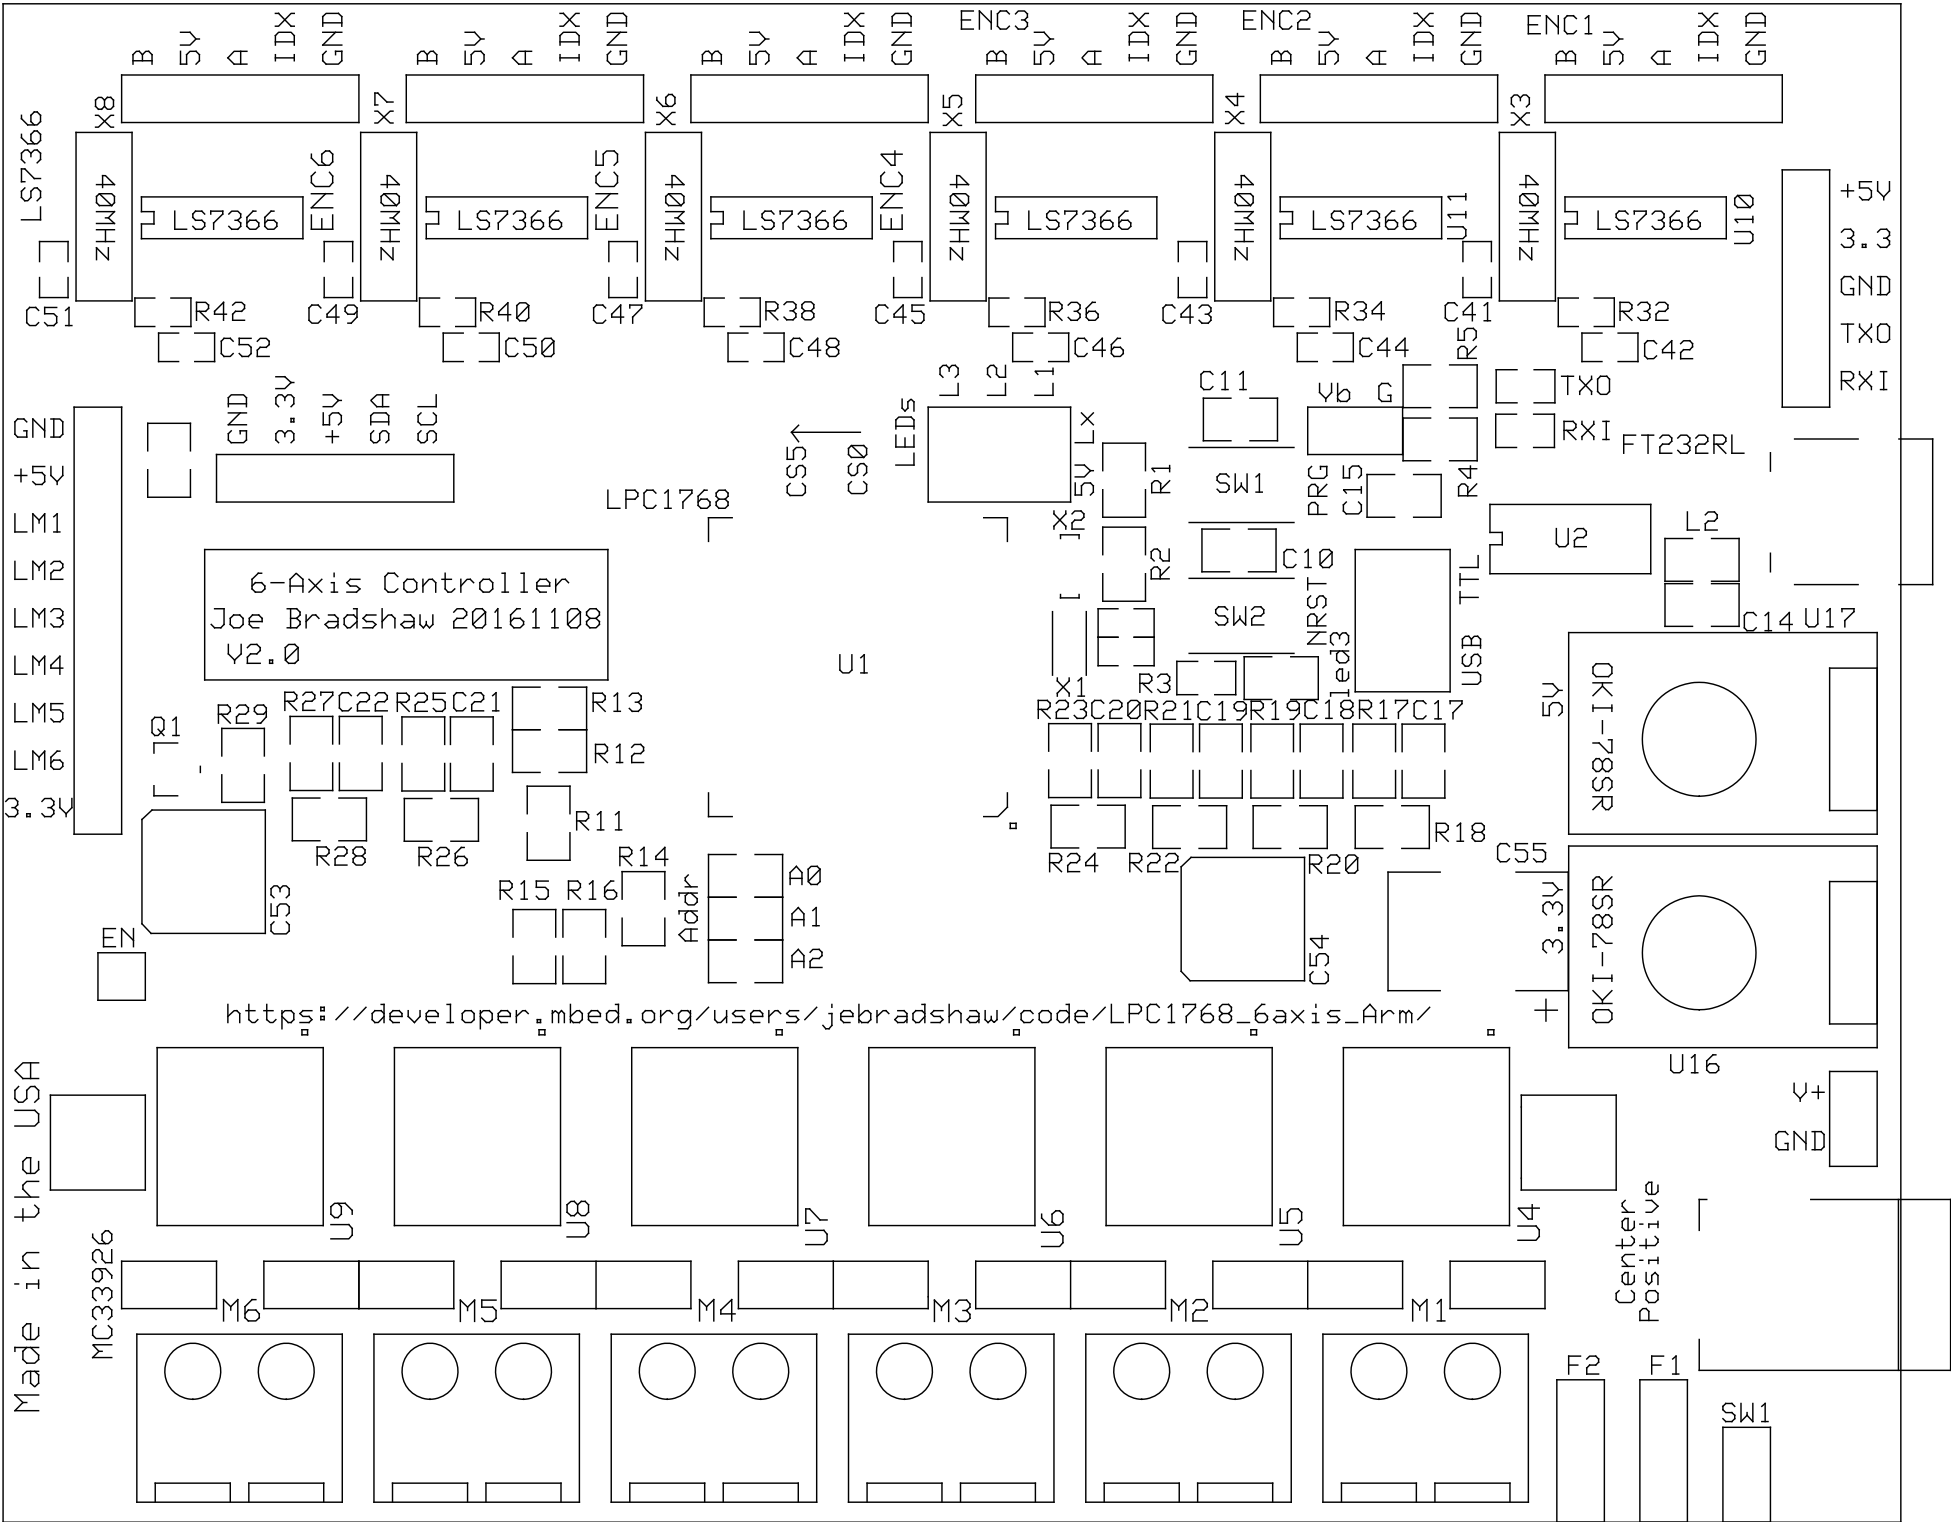 ENC3
ENC2
ENC1
B 5V A IDX GND
B 5V A IDX GND
B 5V A IDX GND
B 5V A IDX GND
B 5V A IDX GND
B 5V A IDX GND
LS7366
X8
X7
X6
X5
X4
X3
40MHz
LS7366
ENC6
40MHz
LS7366
ENC5
40MHz
LS7366
ENC4
40MHz
LS7366
40MHz
LS7366
U11
40MHz
LS7366
U10
+5V
3.3
GND
TXO
RXI
C51
R42
C49
R40
C47
R38
C45
R36
C43
R34
C41
R32
C52
C50
C48
C46
C44
R5
C42
GND
+5V
LM1
LM2
LM3
LM4
LM5
LM6
3.3V
GND
3.3V
+5V
SDA
SCL
LPC1768
CS5
CS0
LEDs
L3
L2
L1
Lx
5V
C11
Vb G
TXO
RXI
FT232RL
R1
SW1
PRG
C15
R4
X2
R2
C10
U2
L2
6-Axis Controller
Joe Bradshaw 20161108
V2.0
U1
SW2
NRST
TTL
USB
led3
C14
U17
X1
R3
5V
OKI-78SR
Q1
R29
R27
C22
R25
C21
R13
R12
R23
C20
R21
C19
R19
C18
R17
C17
R28
R26
R11
R14
R24
R22
R20
R18
C55
C53
R15
R16
Addr
A0
A1
A2
C54
3.3V
+
OKI-78SR
EN
https://developer.mbed.org/users/jebradshaw/code/LPC1768_6axis_Arm/
U16
V+
GND
Made in the USA
U9
U8
U7
U6
U5
U4
Center
Positive
MC33926
M6
M5
M4
M3
M2
M1
F2
F1
SW1